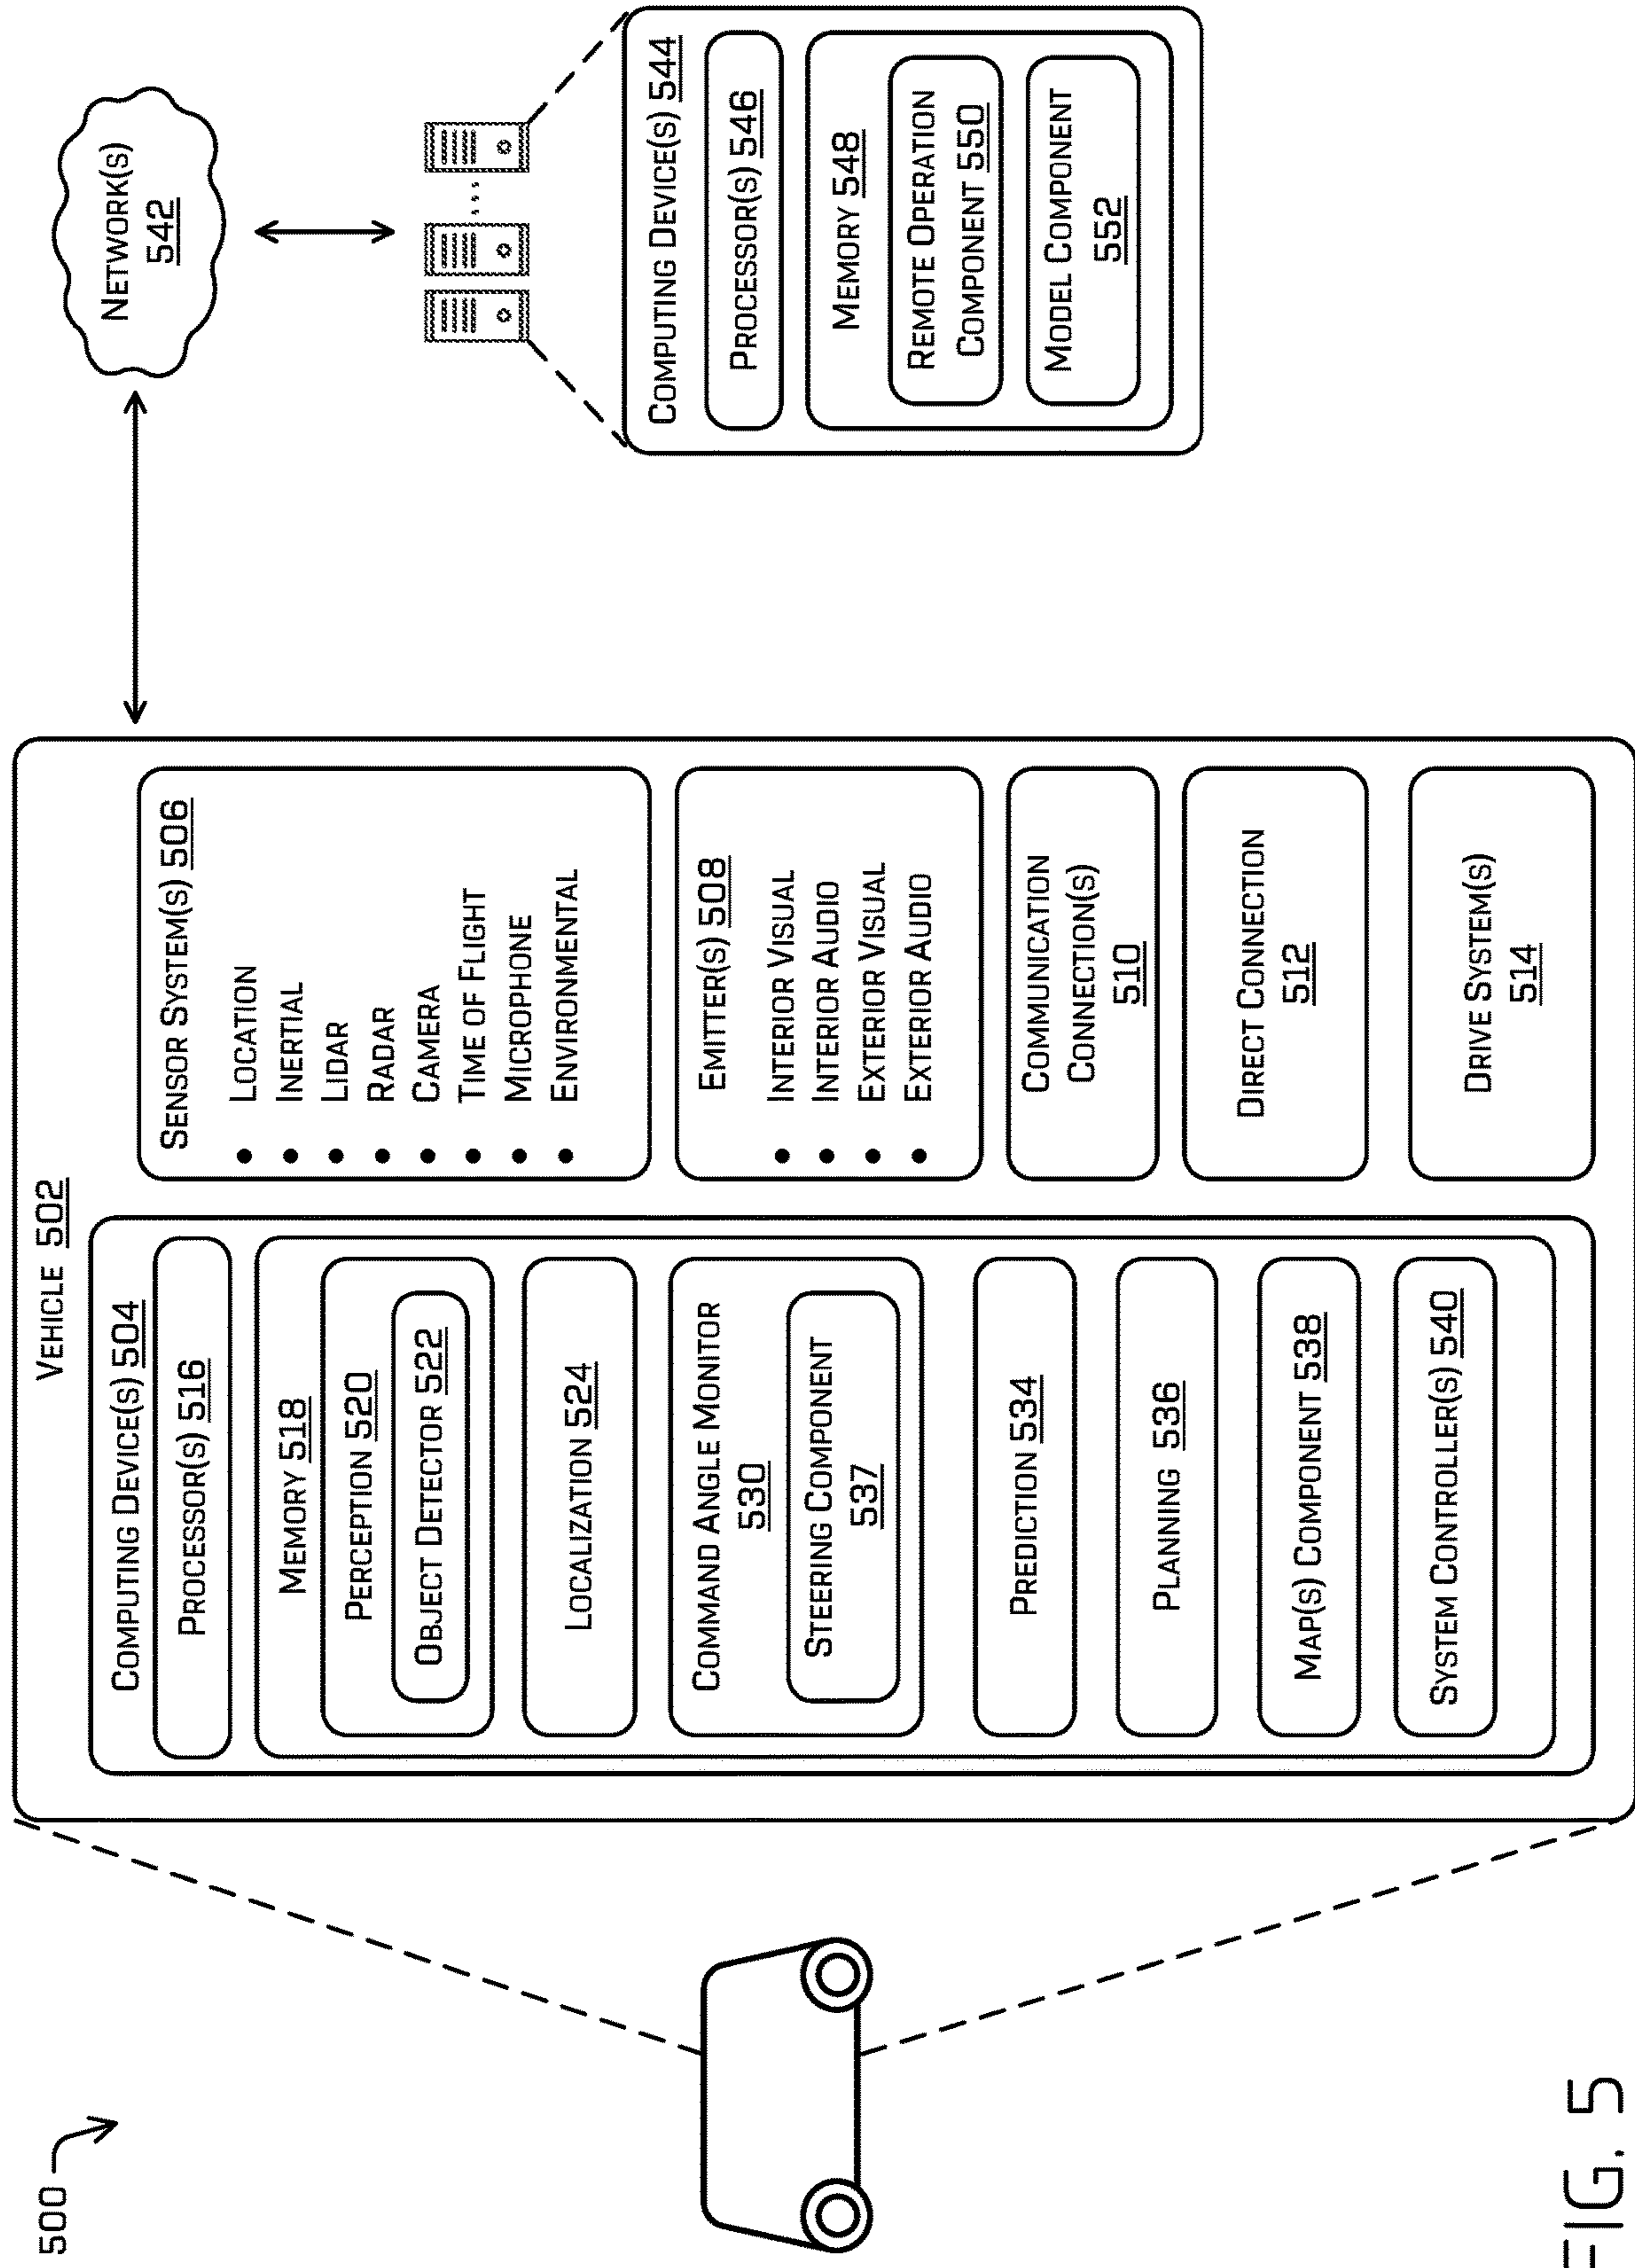 500
VEHICLE 502
COMPUTING DEVICE(S) 504
PROCESSOR(S) 516
MEMORY 518
PERCEPTION 520
OBJECT DETECTOR 522
LOCALIZATION 524
COMMAND ANGLE MONITOR
530
STEERING COMPONENT
537
PREDICTION 534
PLANNING 536
MAP(S) COMPONENT 538
SYSTEM CONTROLLER(S) 540
SENSOR SYSTEM(S) 506
• LOCATION
• INERTIAL
• LIDAR
• RADAR
• CAMERA
• TIME OF FLIGHT
• MICROPHONE
• ENVIRONMENTAL
EMITTER(S) 508
• INTERIOR VISUAL
• INTERIOR AUDIO
• EXTERIOR VISUAL
• EXTERIOR AUDIO
COMMUNICATION
CONNECTION(S)
510
DIRECT CONNECTION
512
DRIVE SYSTEM(S)
514
NETWORK(S)
542
COMPUTING DEVICE(S) 544
PROCESSOR(S) 546
MEMORY 548
REMOTE OPERATION
COMPONENT 550
MODEL COMPONENT
552
FIG. 5